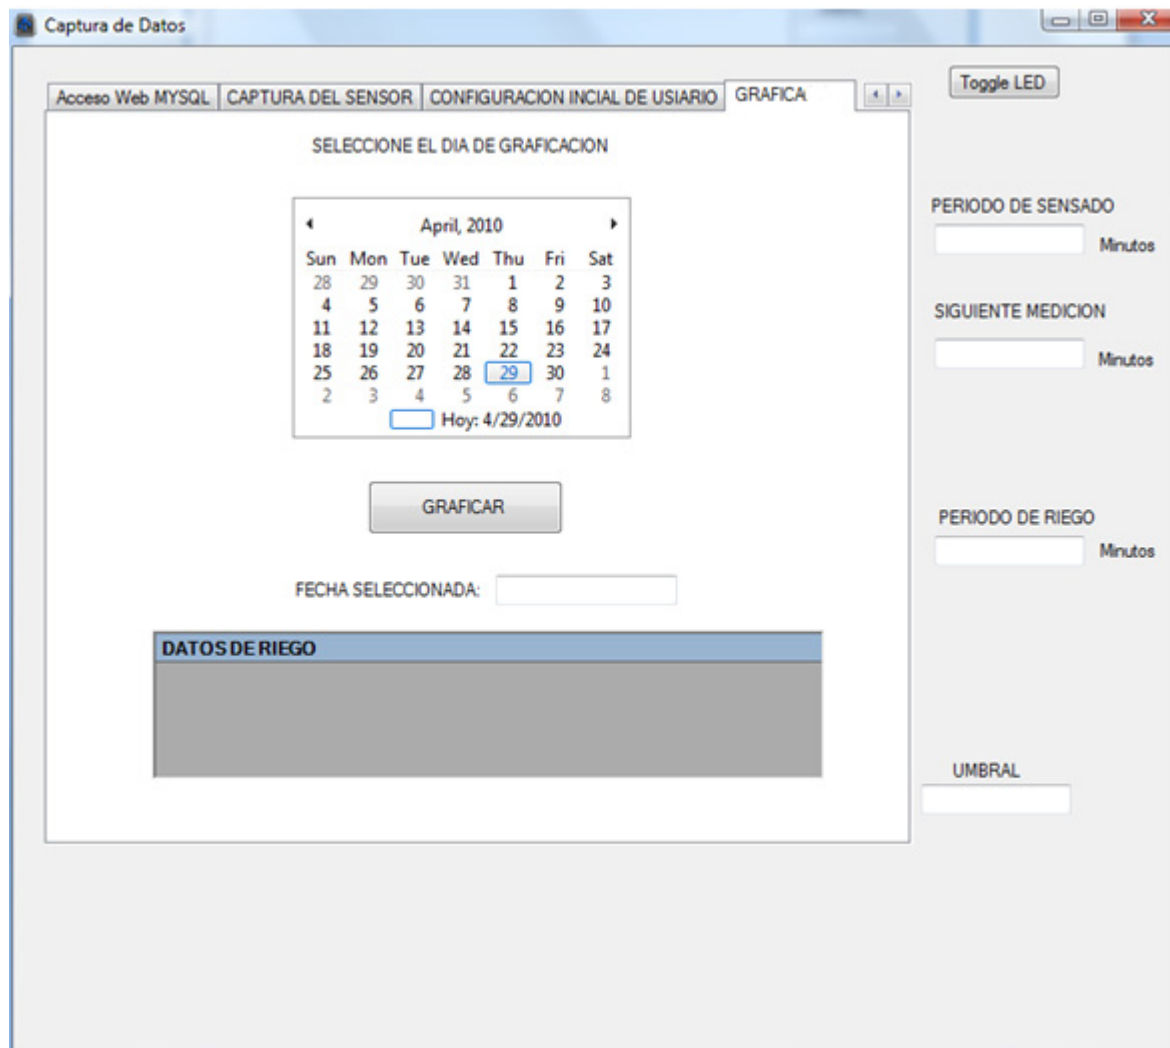 Captura de Datos
Toggle LED
Acceso Web MYSQL CAPTURA DEL SENSOR CONFIGURACION INCIAL DE USIARIO GRAFICA
SELECCIONE EL DIA DE GRAFICACION
April, 2010
Sun Mon Tue Wed Thu Fri Sat
28 29 30 31 1 2 3
4 5 6 7 8 9 10
11 12 13 14 15 16 17
18 19 20 21 22 23 24
25 26 27 28 29 30 1
2 3 4 5 6 7 8
Hoy: 4/29/2010
GRAFICAR
FECHA SELECCIONADA:
DATOS DE RIEGO
PERIODO DE SENSADO
Minutos
SIGUIENTE MEDICION
Minutos
PERIODO DE RIEGO
Minutos
UMBRAL